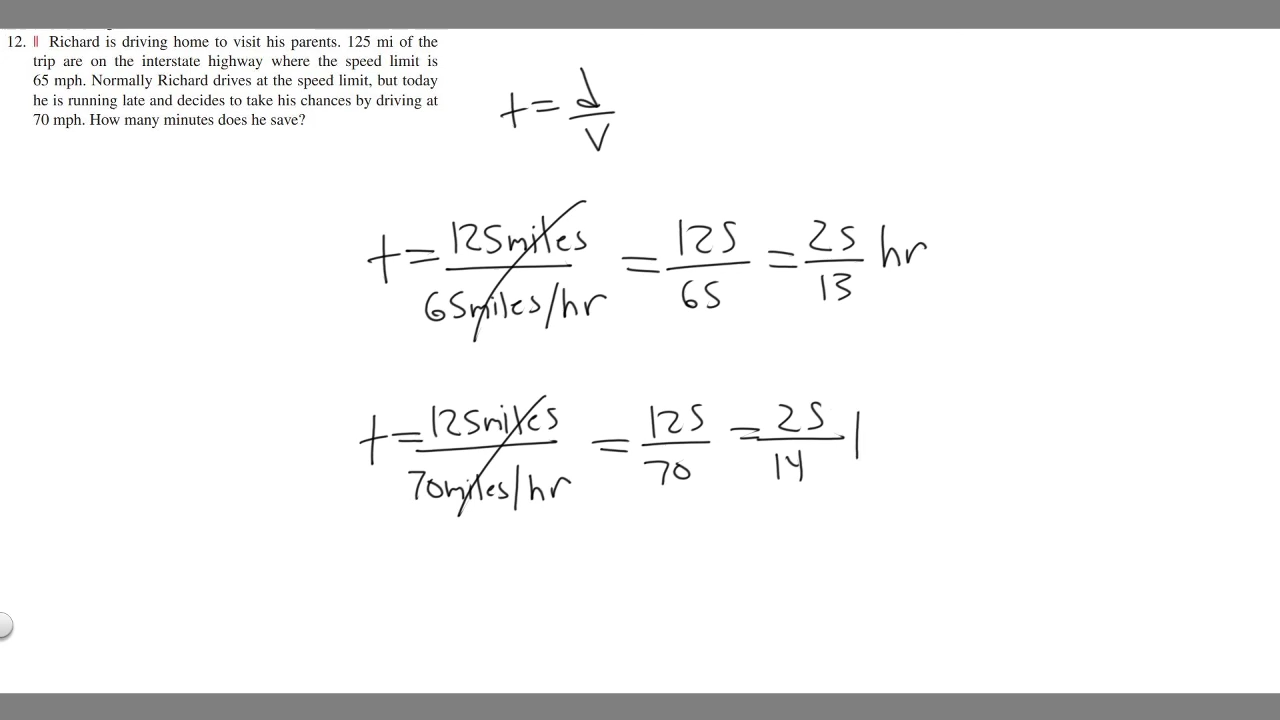 12. || Richard is driving home to visit his parents. 125 mi of the
trip are on the interstate highway where the speed limit is
65 mph. Normally Richard drives at the speed limit, but today
he is running late and decides to take his chances by driving at
70 mph. How many minutes does he save?
t = d/v
t = 125miles/65miles/hr = 125/65 = 25/13 hr
t = 125miles/70miles/hr = 125/70 = 25/14 |